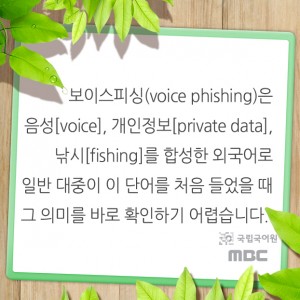 보이스피싱(voice phishing)은
음성[voice], 개인정보[private data],
낚시[fishing]를 합성한 외국어로
일반 대중이 이 단어를 처음 들었을 때
그 의미를 바로 확인하기 어렵습니다.
국립국어원
MBC